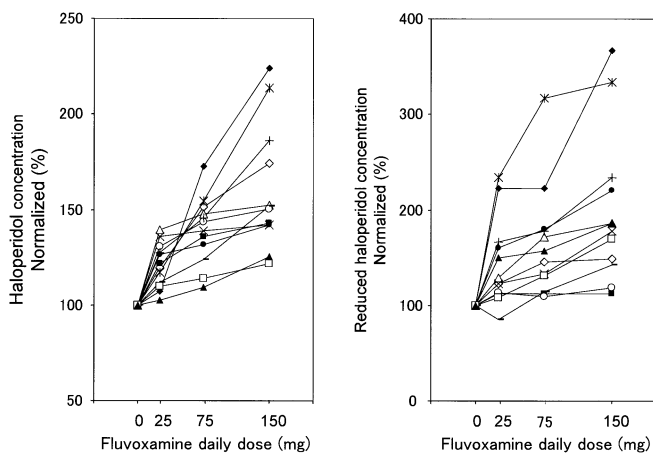 Haloperidol concentration
Normalized (%)
250
200
150
100
50
0 25 75 150
Fluvoxamine daily dose (mg)
Reduced haloperidol concentration
Normalized (%)
400
300
200
100
0
0 25 75 150
Fluvoxamine daily dose (mg)